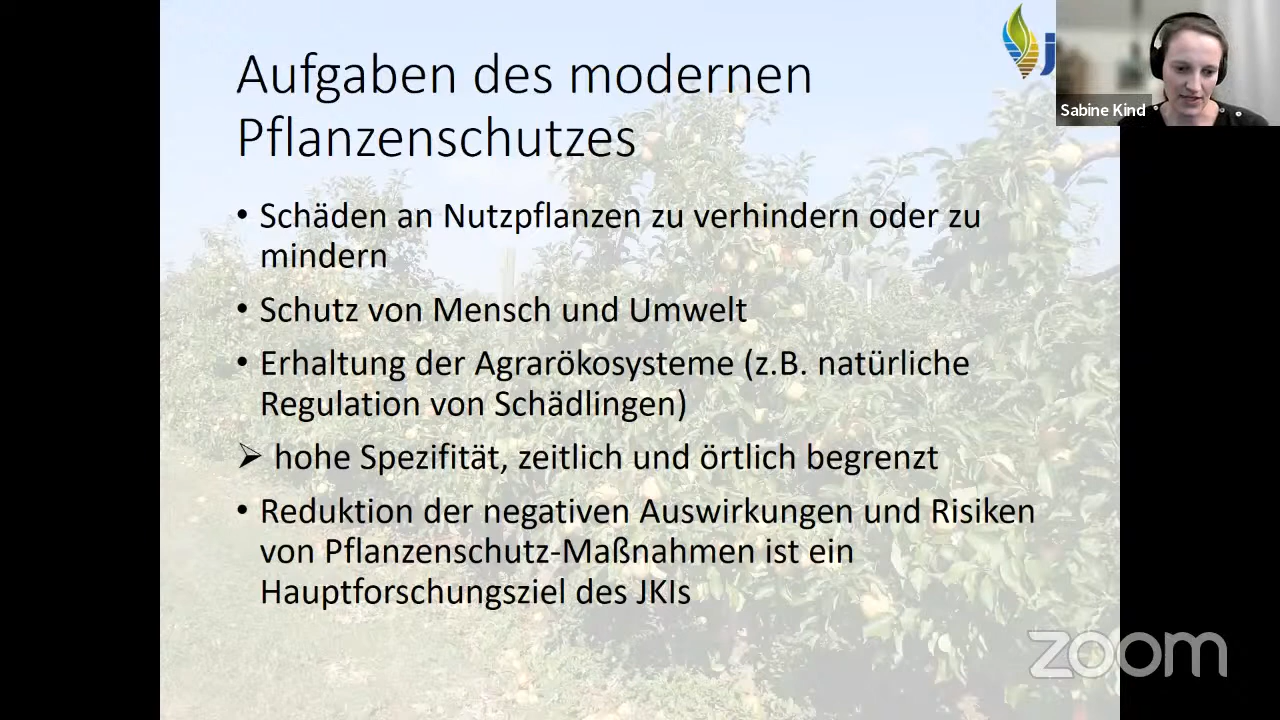 Aufgaben des modernen
Pflanzenschutzes
• Schäden an Nutzpflanzen zu verhindern oder zu
mindern
• Schutz von Mensch und Umwelt
• Erhaltung der Agrarökosysteme (z.B. natürliche
Regulation von Schädlingen)
➢ hohe Spezifität, zeitlich und örtlich begrenzt
• Reduktion der negativen Auswirkungen und Risiken
von Pflanzenschutz-Maßnahmen ist ein
Hauptforschungsziel des JKIs
Sabine Kind
zoom